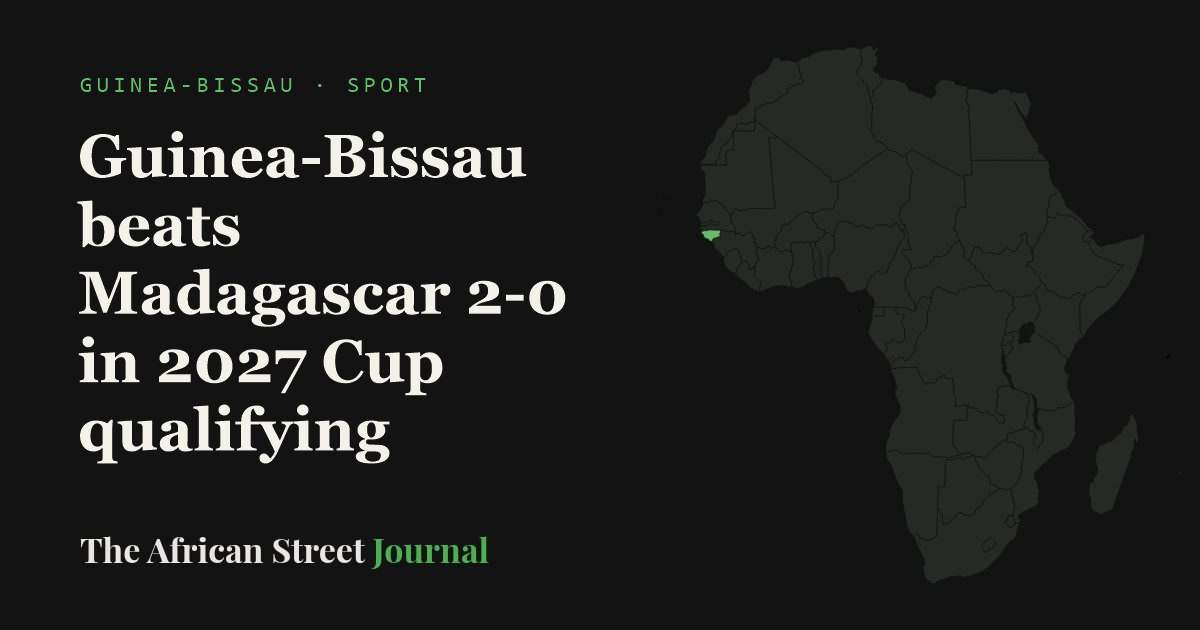 GUINEA-BISSAU · SPORT
Guinea-Bissau
beats
Madagascar 2-0
in 2027 Cup
qualifying
The African Street Journal